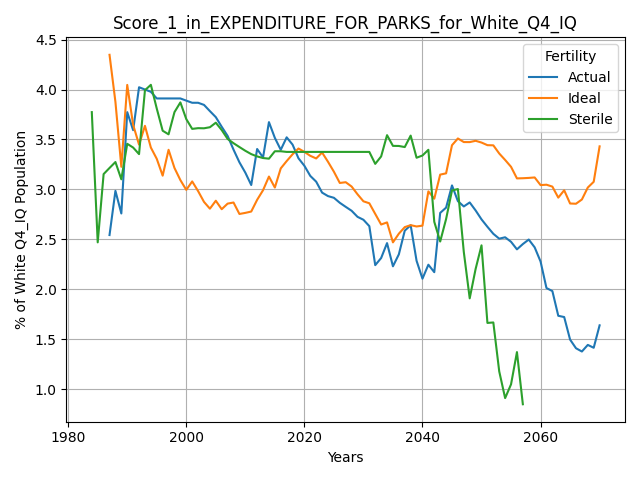 Score_1_in_EXPENDITURE_FOR_PARKS_for_White_Q4_IQ
% of White Q4_IQ Population
4.5
4.0
3.5
3.0
2.5
2.0
1.5
1.0
Fertility
Actual
Ideal
Sterile
1980
2000
2020
2040
2060
Years